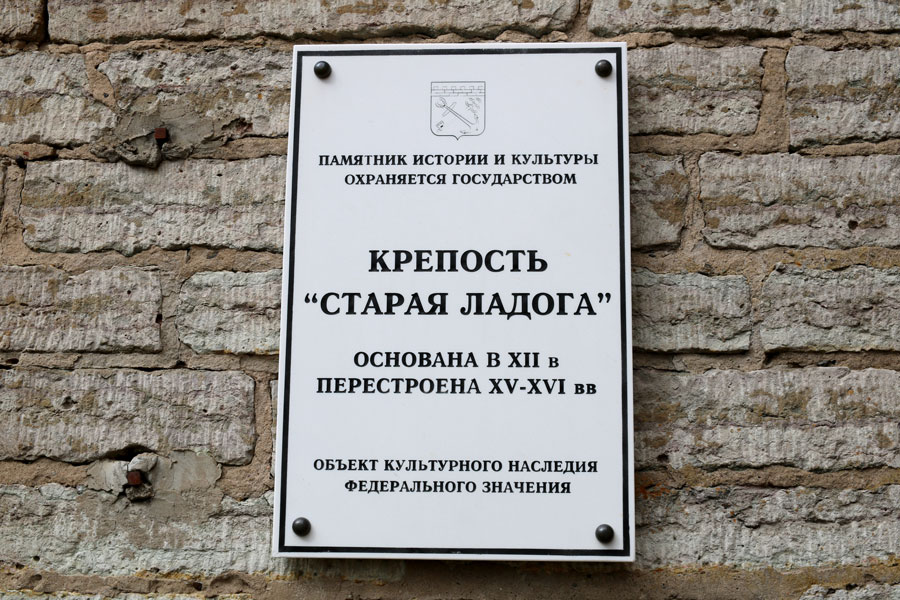 ПАМЯТНИК ИСТОРИИ И КУЛЬТУРЫ
ОХРАНЯЕТСЯ ГОСУДАРСТВОМ
КРЕПОСТЬ
“СТАРАЯ ЛАДОГА”
ОСНОВАНА В XII в
ПЕРЕСТРОЕНА XV-XVI вв
ОБЪЕКТ КУЛЬТУРНОГО НАСЛЕДИЯ
ФЕДЕРАЛЬНОГО ЗНАЧЕНИЯ